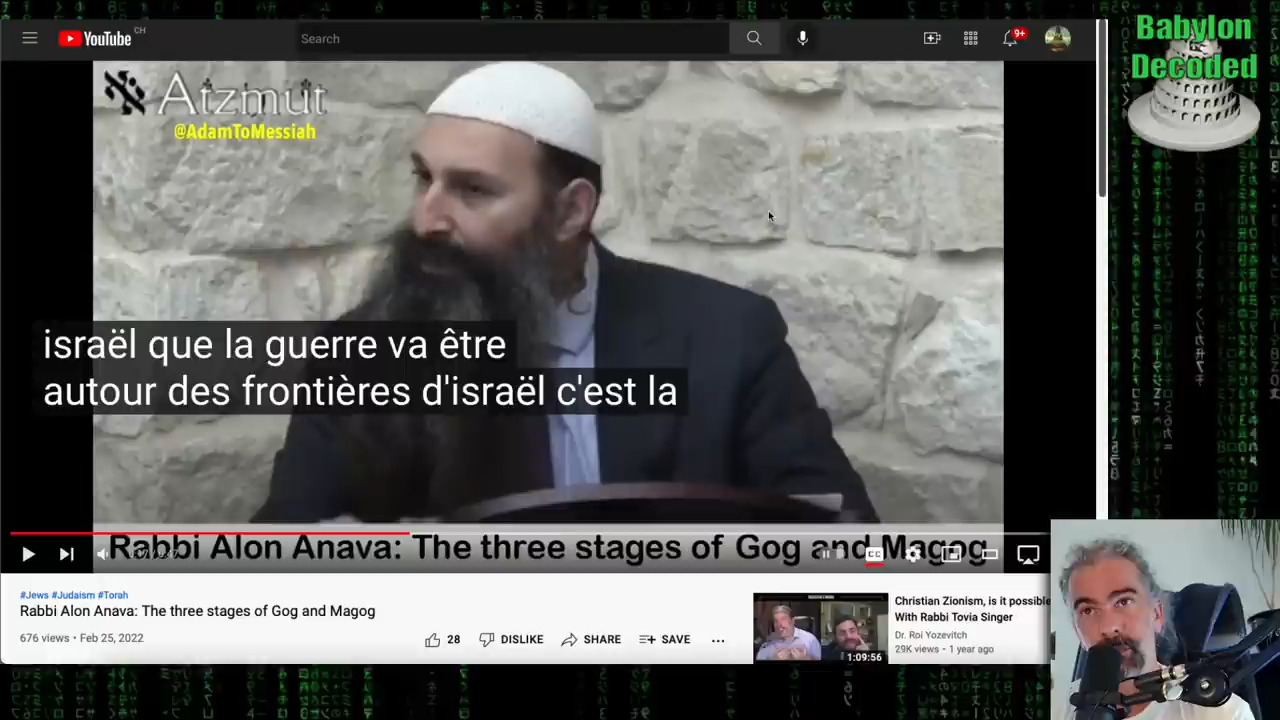 YouTube
CH
Search
9+
Babylon
Decoded
Atzmut
@AdamToMessiah
israël que la guerre va être
autour des frontières d'israël c'est la
Rabbi Alon Anava: The three stages of Gog and Magog
CC
#Jews #Judaism #Torah
Rabbi Alon Anava: The three stages of Gog and Magog
676 views • Feb 25, 2022
28
DISLIKE
SHARE
SAVE
Christian Zionism, is it possible
With Rabbi Tovia Singer
Dr. Roi Yozevitch
29K views • 1 year ago
1:09:56